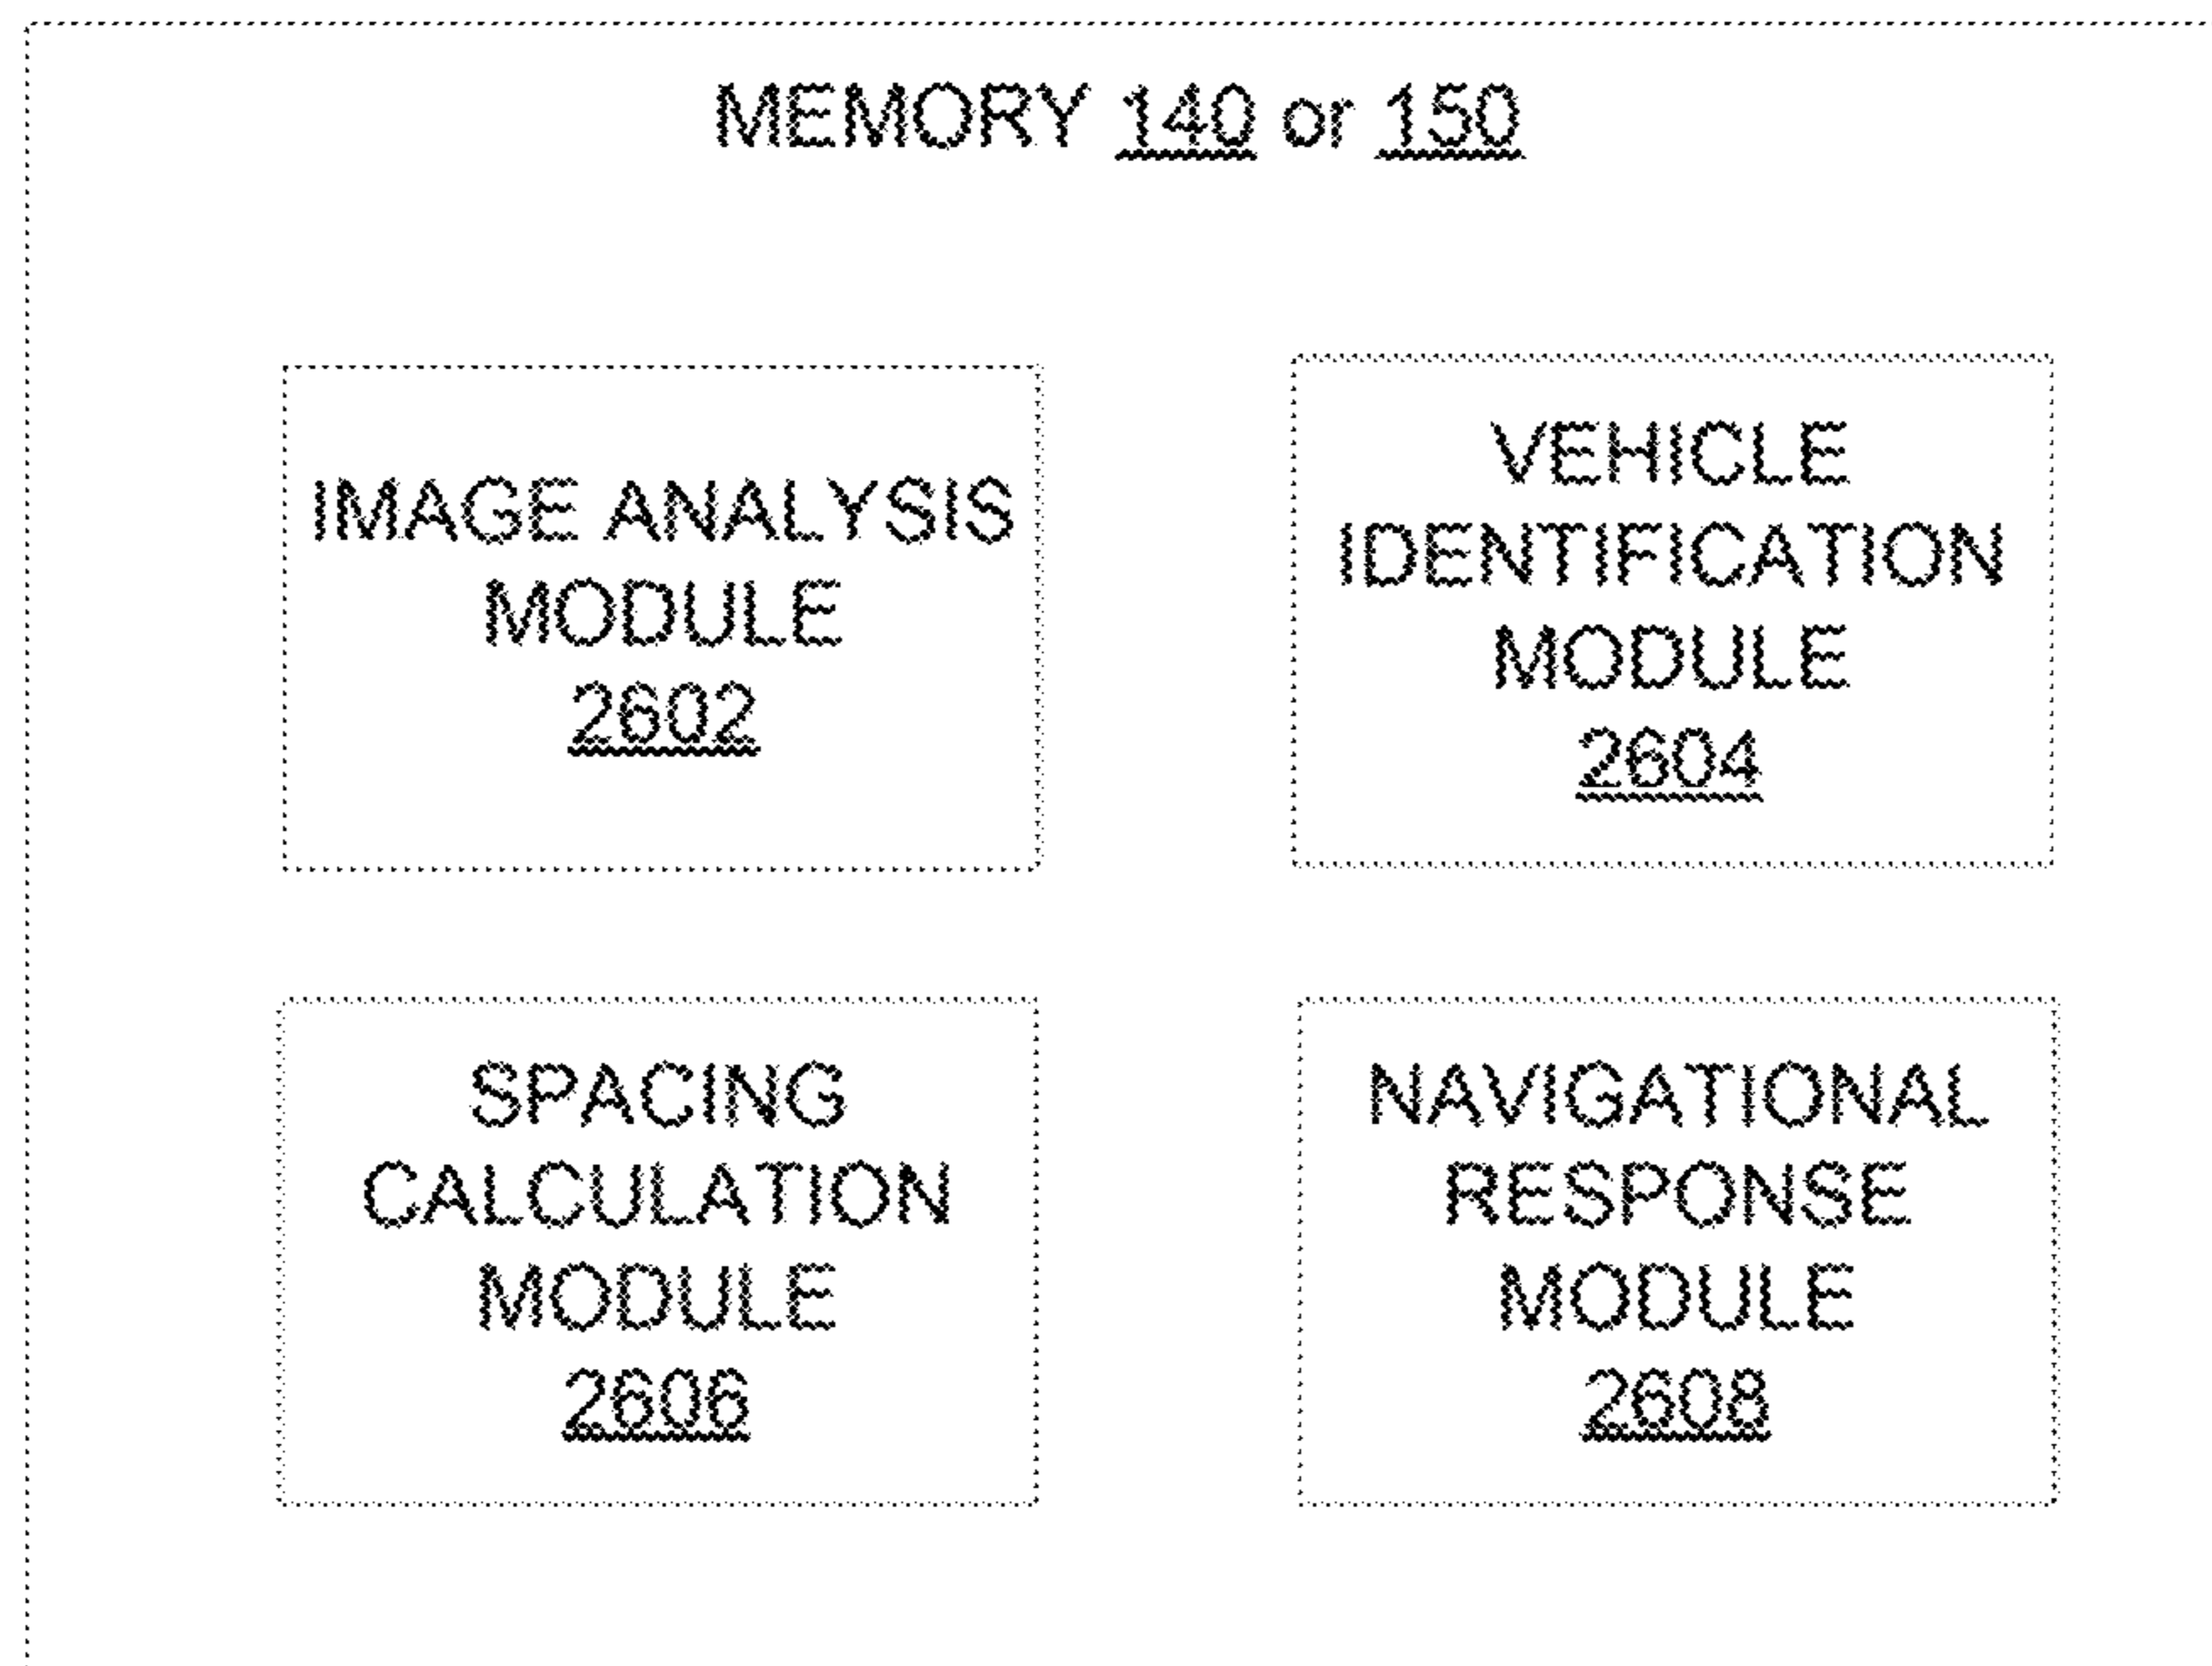 MEMORY 140 or 150
IMAGE ANALYSIS
MODULE
2602
VEHICLE
IDENTIFICATION
MODULE
2604
SPACING
CALCULATION
MODULE
2606
NAVIGATIONAL
RESPONSE
MODULE
2608